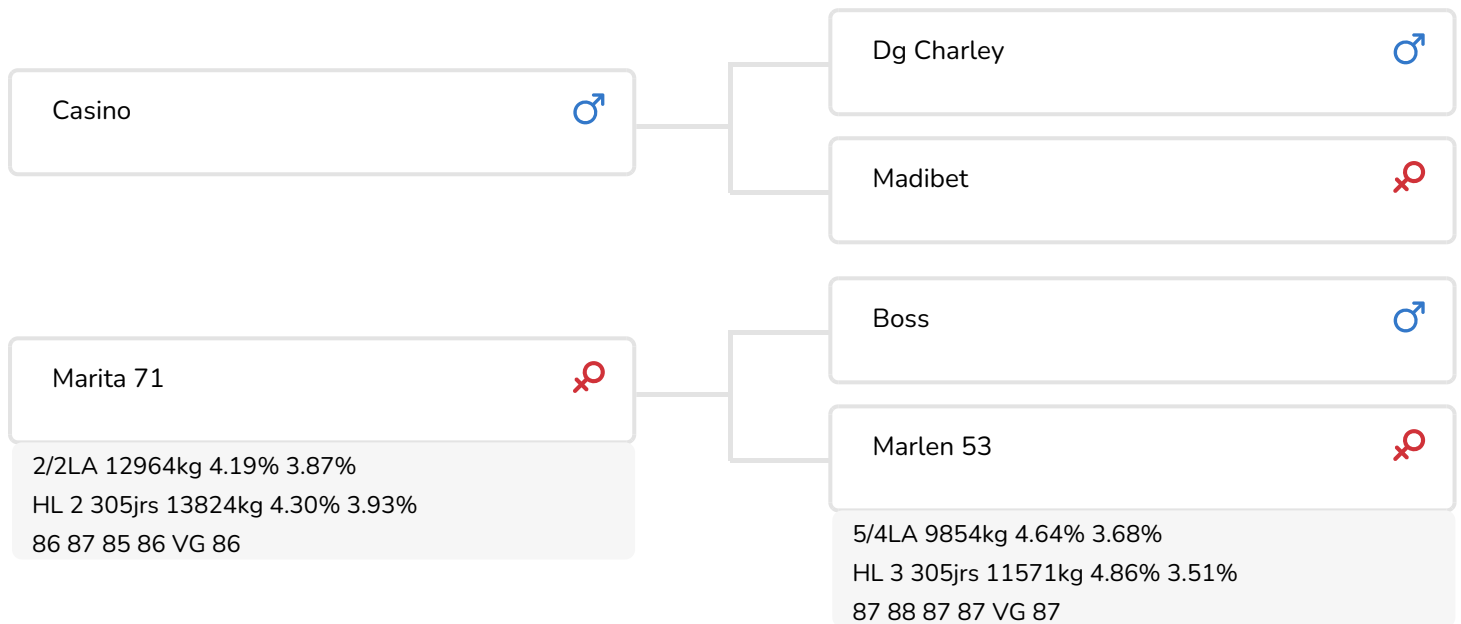 Casino
Dg Charley
Madibet
Marita 71
2/2LA 12964kg 4.19% 3.87%
HL 2 305jrs 13824kg 4.30% 3.93%
86 87 85 86 VG 86
Boss
Marlen 53
5/4LA 9854kg 4.64% 3.68%
HL 3 305jrs 11571kg 4.86% 3.51%
87 88 87 87 VG 87